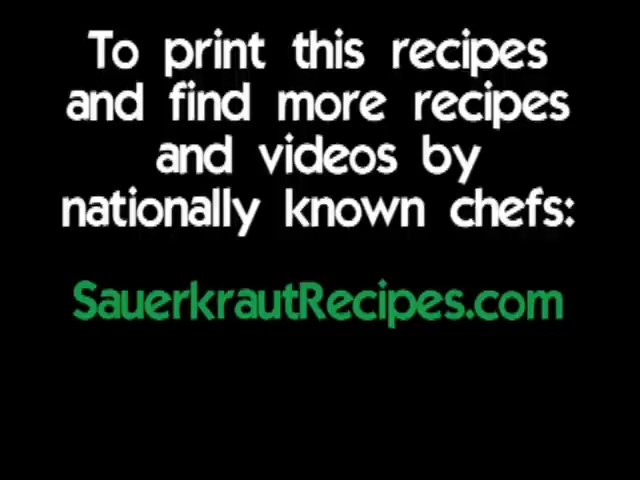 To print this recipes
and find more recipes
and videos by
nationally known chefs:
SauerkrautRecipes.com